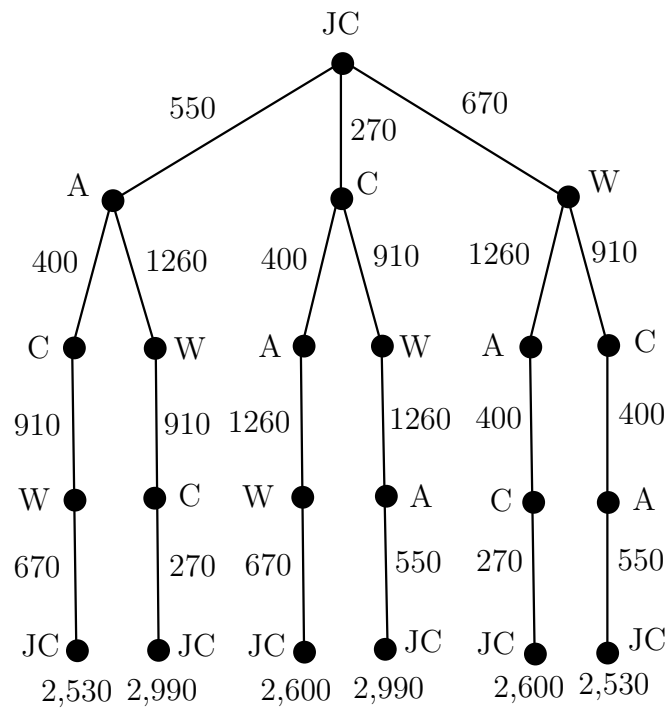 JC
550 270 670
A C W
400 1260 400 910 1260 910
C W A W A C
910 910 1260 1260 400 400
W C W A C A
670 270 670 550 270 550
JC JC JC JC JC JC
2,530 2,990 2,600 2,990 2,600 2,530